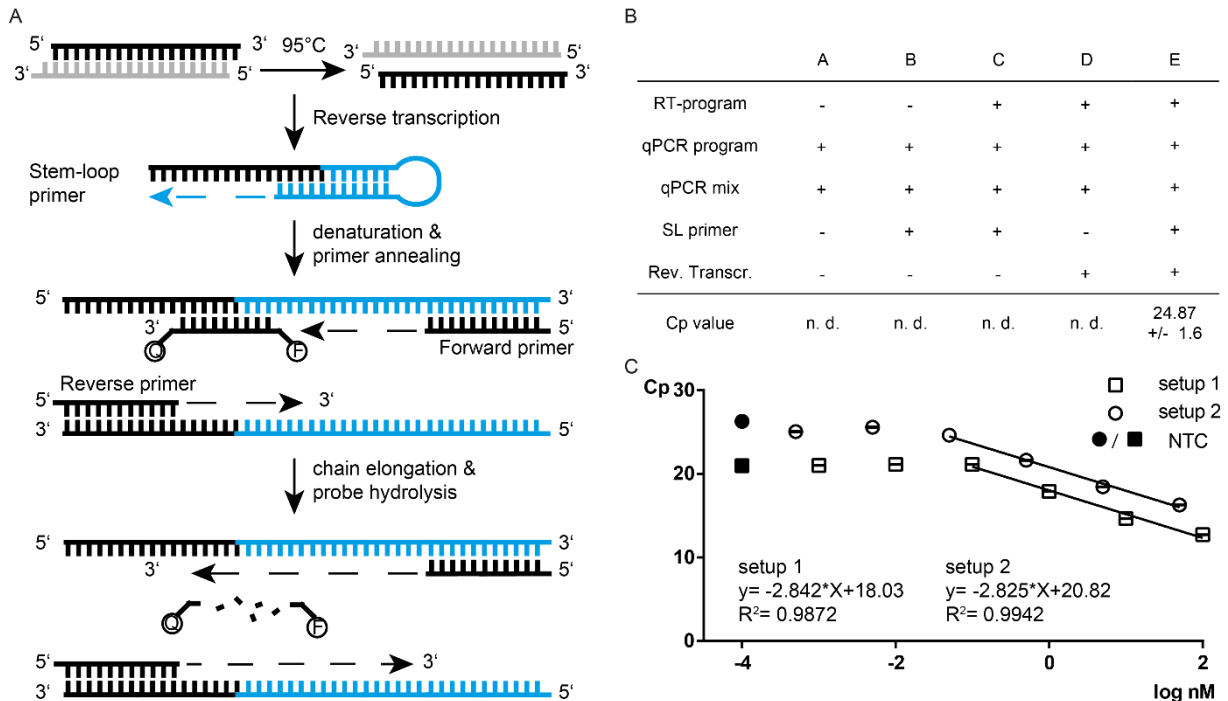 A
5‘ 3‘ 95°C 3‘ 5‘
3‘ 5‘ 5‘ 3‘
Reverse transcription
Stem-loop
primer
denaturation &
primer annealing
5‘ 3‘
3‘ 5‘
Q F Forward primer
Reverse primer
5‘ 3‘
3‘ 5‘
chain elongation &
probe hydrolysis
5‘ 3‘
3‘ 5‘
Q F
5‘ 3‘
3‘ 5‘
B
A B C D E
RT-program - - + + +
qPCR program + + + + +
qPCR mix + + + + +
SL primer - + + - +
Rev. Transcr. - - - + +
Cp value n. d. n. d. n. d. n. d. 24.87
+/- 1.6
C
Cp
30
20
10
0
-4 -2 0 2
log nM
setup 1
setup 2
/ NTC
setup 1
y= -2.842*X+18.03
R²= 0.9872
setup 2
y= -2.825*X+20.82
R²= 0.9942